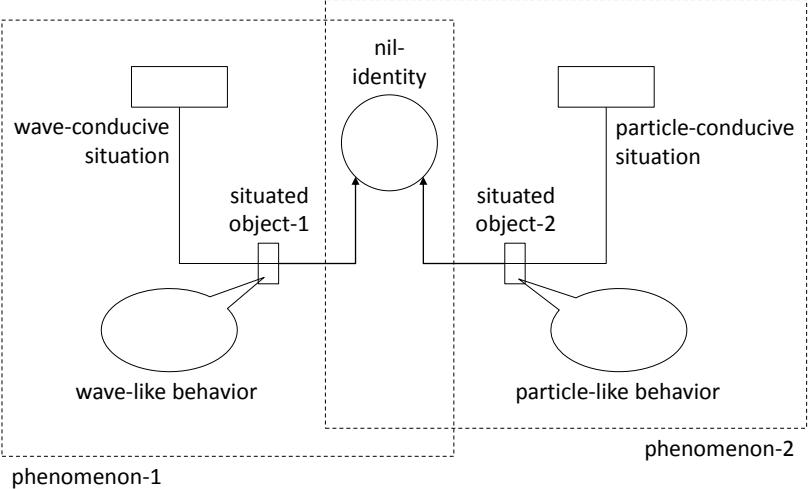 nil-
identity
wave-conducive
situation
particle-conducive
situation
situated
object-1
situated
object-2
wave-like behavior
particle-like behavior
phenomenon-2
phenomenon-1